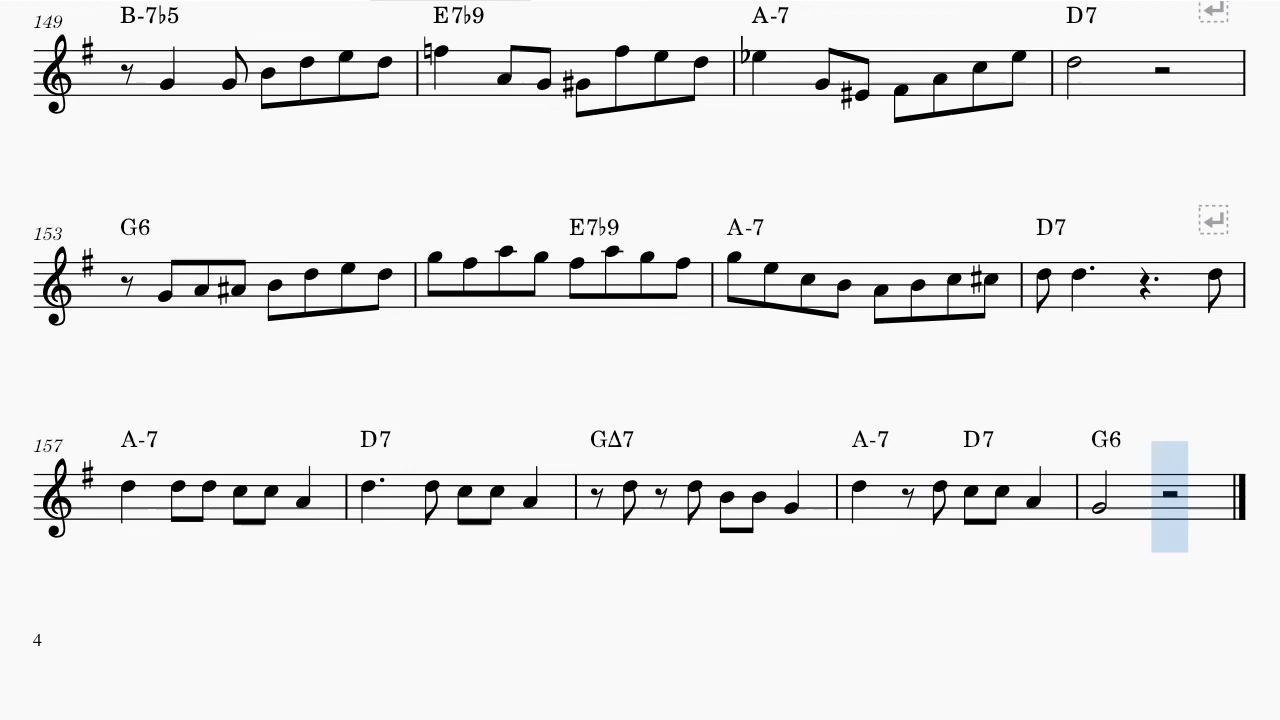 149 B-7♭5 E7♭9 A-7 D7
153 G6 E7♭9 A-7 D7
157 A-7 D7 GΔ7 A-7 D7 G6
4